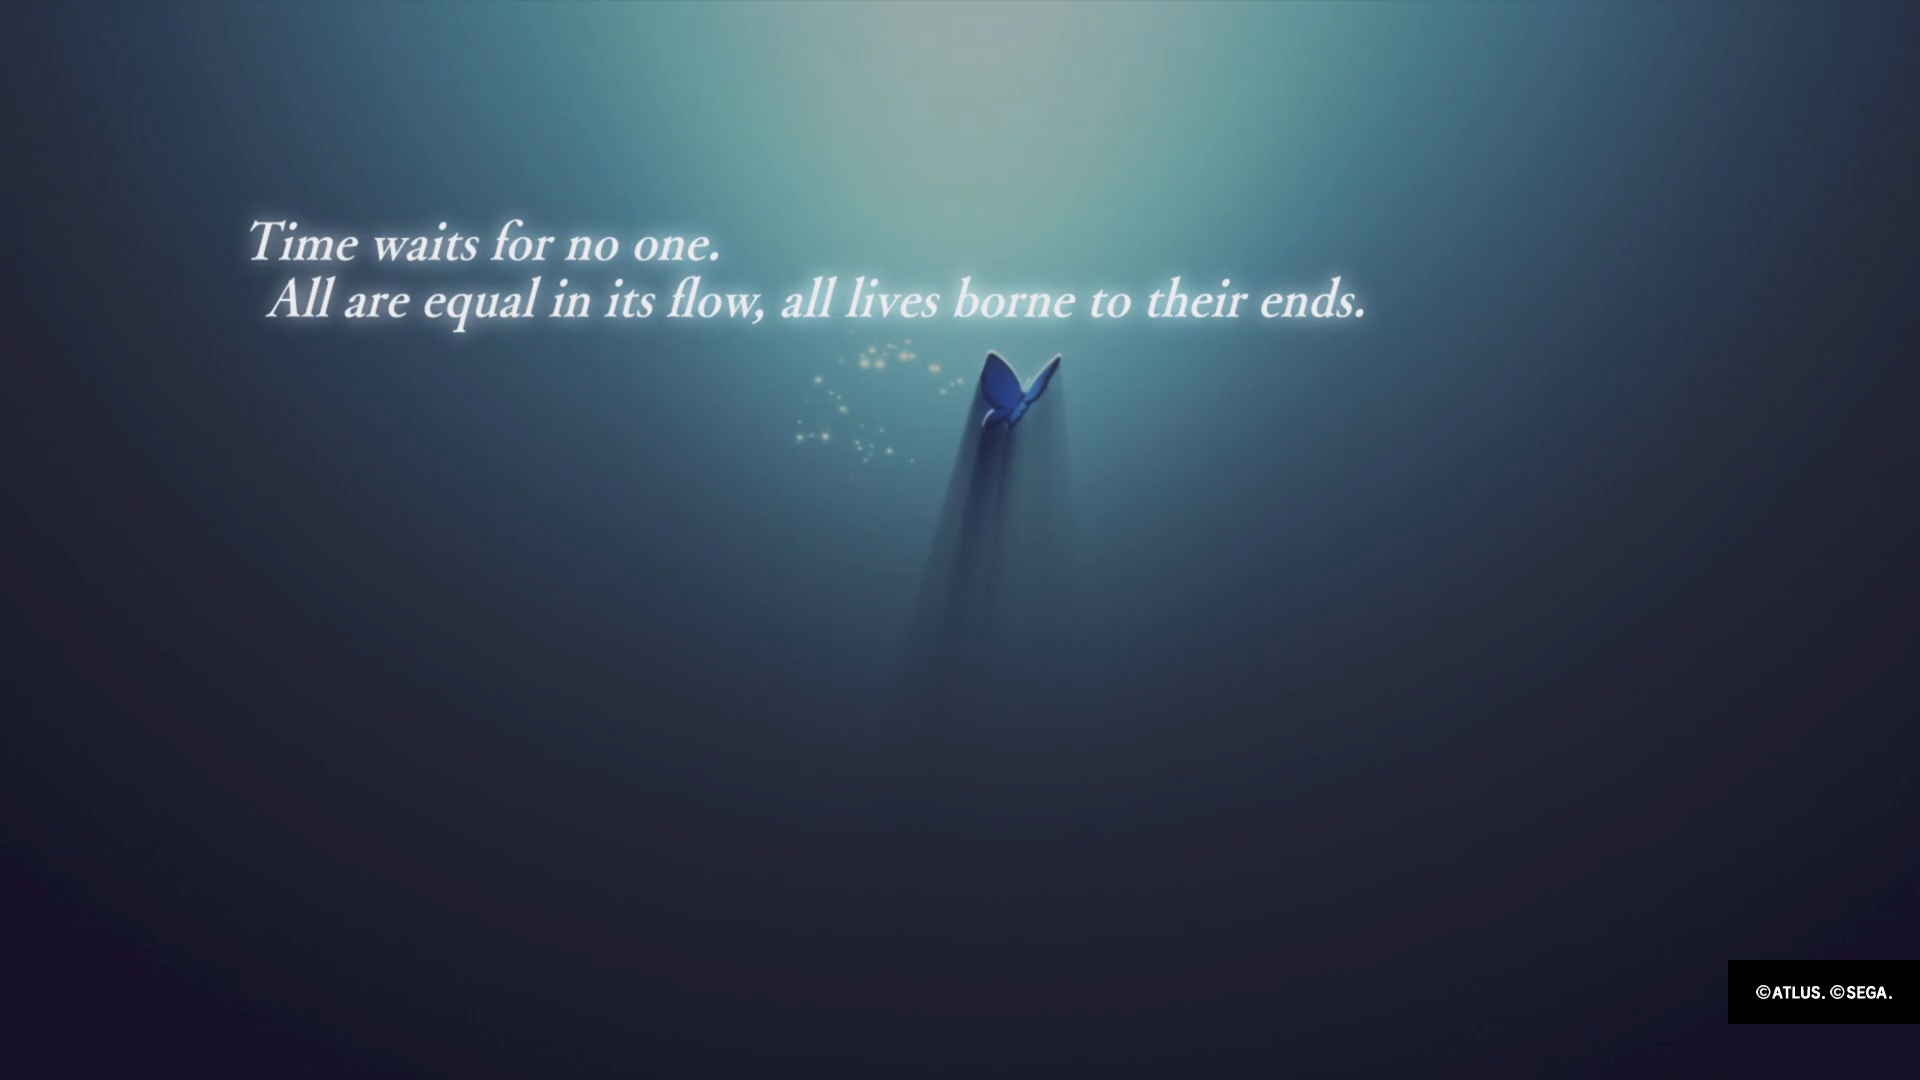 Time waits for no one.
All are equal in its flow, all lives borne to their ends.
©ATLUS. ©SEGA.